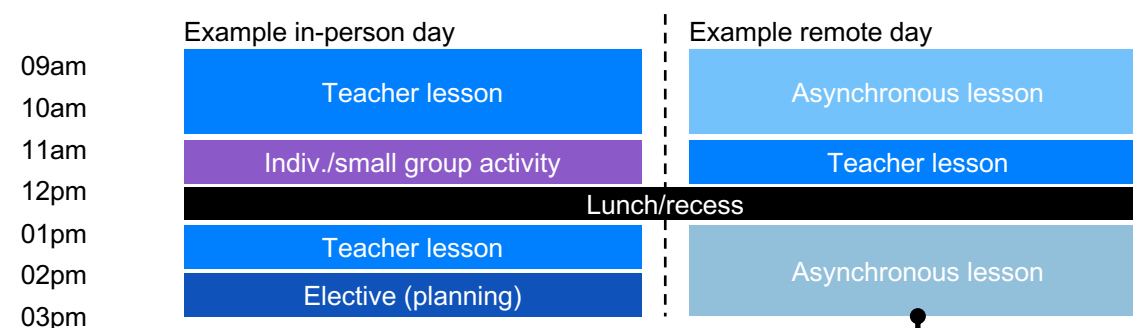 Example in-person day
Example remote day
09am
Teacher lesson
Asynchronous lesson
10am
11am
Indiv./small group activity
Teacher lesson
12pm
Lunch/recess
01pm
Teacher lesson
Asynchronous lesson
02pm
Elective (planning)
03pm